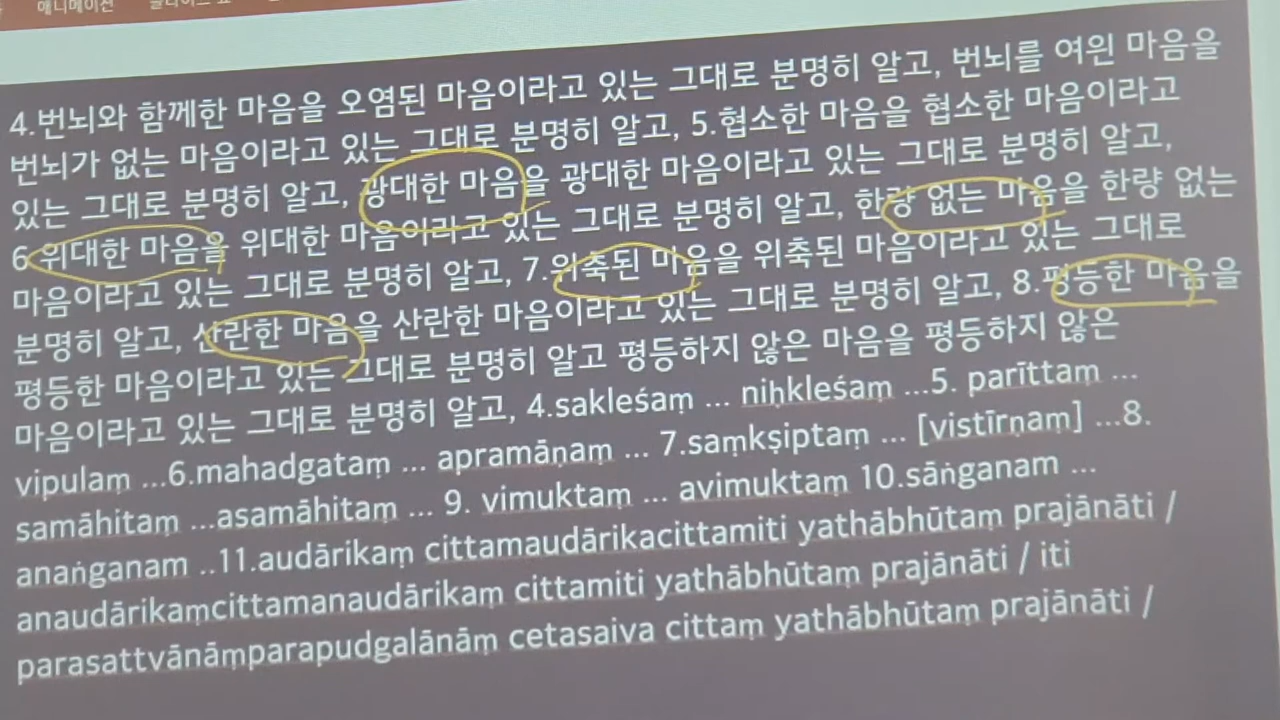 애니메이션
4.번뇌와 함께한 마음을 오염된 마음이라고 있는 그대로 분명히 알고, 번뇌를 여읜 마음을
번뇌가 없는 마음이라고 있는 그대로 분명히 알고, 5.협소한 마음을 협소한 마음이라고
있는 그대로 분명히 알고, 광대한 마음을 광대한 마음이라고 있는 그대로 분명히 알고,
6.위대한 마음을 위대한 마음이라고 있는 그대로 분명히 알고, 한량 없는 마음을 한량 없는
마음이라고 있는 그대로 분명히 알고, 7.위축된 마음을 위축된 마음이라고 있는 그대로
분명히 알고, 산란한 마음을 산란한 마음이라고 있는 그대로 분명히 알고, 8.평등한 마음을
평등한 마음이라고 있는 그대로 분명히 알고 평등하지 않은 마음을 평등하지 않은
마음이라고 있는 그대로 분명히 알고, 4.sakleśaṃ ... niḥkleśaṃ ...5. parīttaṃ ...
vipulaṃ ...6.mahadgataṃ ... apramāṇaṃ ... 7.saṃkṣiptaṃ ... [vistīrṇaṃ] ...8.
samāhitaṃ ...asamāhitaṃ ... 9. vimuktaṃ ... avimuktaṃ 10.sāṅganam ...
anaṅganam ..11.audārikaṃ cittamaudārikacittamiti yathābhūtaṃ prajānāti /
anaudārikaṃcittamanaudārikaṃ cittamiti yathābhūtaṃ prajānāti / iti
parasattvānāṃparapudgalānāṃ cetasaiva cittaṃ yathābhūtaṃ prajānāti /